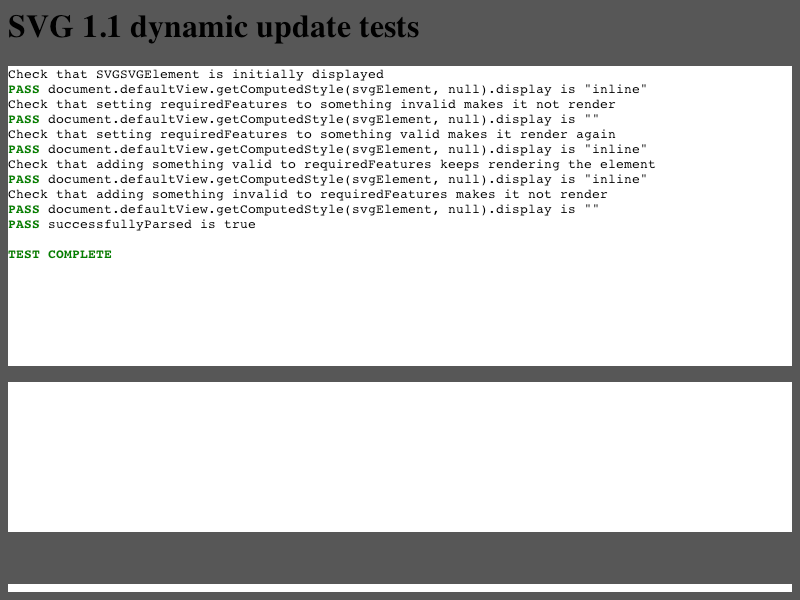 SVG 1.1 dynamic update tests
Check that SVGSVGElement is initially displayed
PASS document.defaultView.getComputedStyle(svgElement, null).display is "inline"
Check that setting requiredFeatures to something invalid makes it not render
PASS document.defaultView.getComputedStyle(svgElement, null).display is ""
Check that setting requiredFeatures to something valid makes it render again
PASS document.defaultView.getComputedStyle(svgElement, null).display is "inline"
Check that adding something valid to requiredFeatures keeps rendering the element
PASS document.defaultView.getComputedStyle(svgElement, null).display is "inline"
Check that adding something invalid to requiredFeatures makes it not render
PASS document.defaultView.getComputedStyle(svgElement, null).display is ""
PASS successfullyParsed is true
TEST COMPLETE